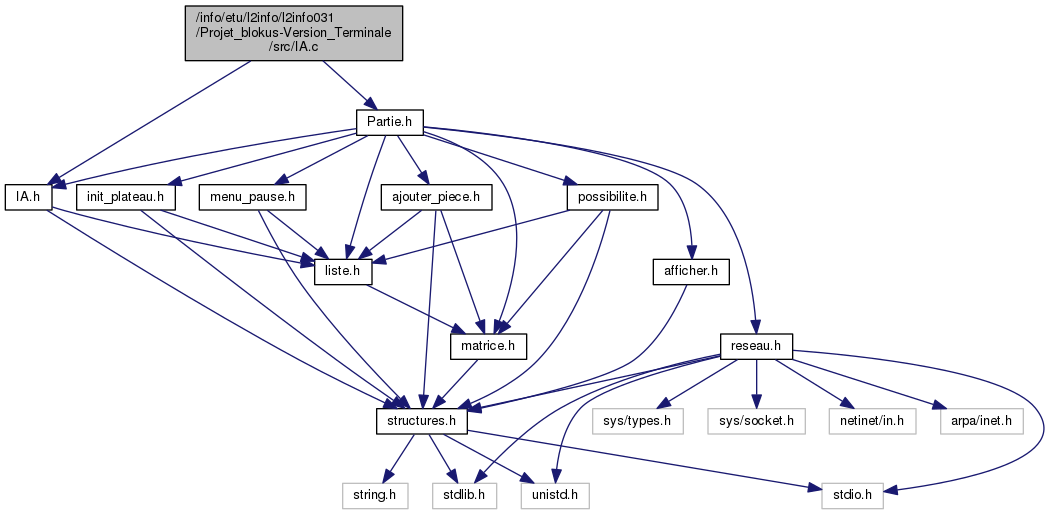 /info/etu/l2info/l2info031
/Projet_blokus-Version_Terminale
/src/IA.c
Partie.h
IA.h
init_plateau.h
menu_pause.h
ajouter_piece.h
possibilite.h
liste.h
afficher.h
matrice.h
reseau.h
structures.h
sys/types.h
sys/socket.h
netinet/in.h
arpa/inet.h
string.h
stdlib.h
unistd.h
stdio.h